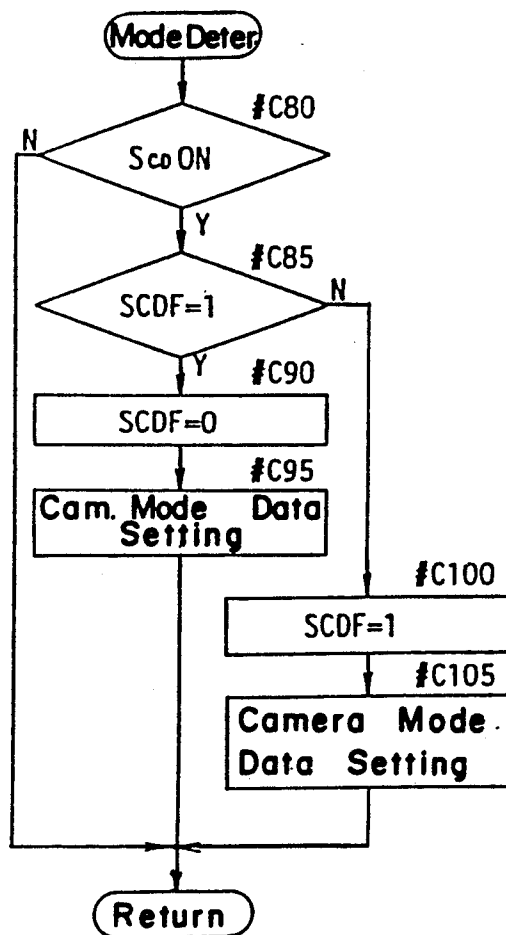 Mode Deter.
#C80
N
SCD ON
Y
#C85
SCDF=1
N
Y
#C90
SCDF=0
#C95
Cam. Mode Data
Setting
#C100
SCDF=1
#C105
Camera Mode
Data Setting
Return